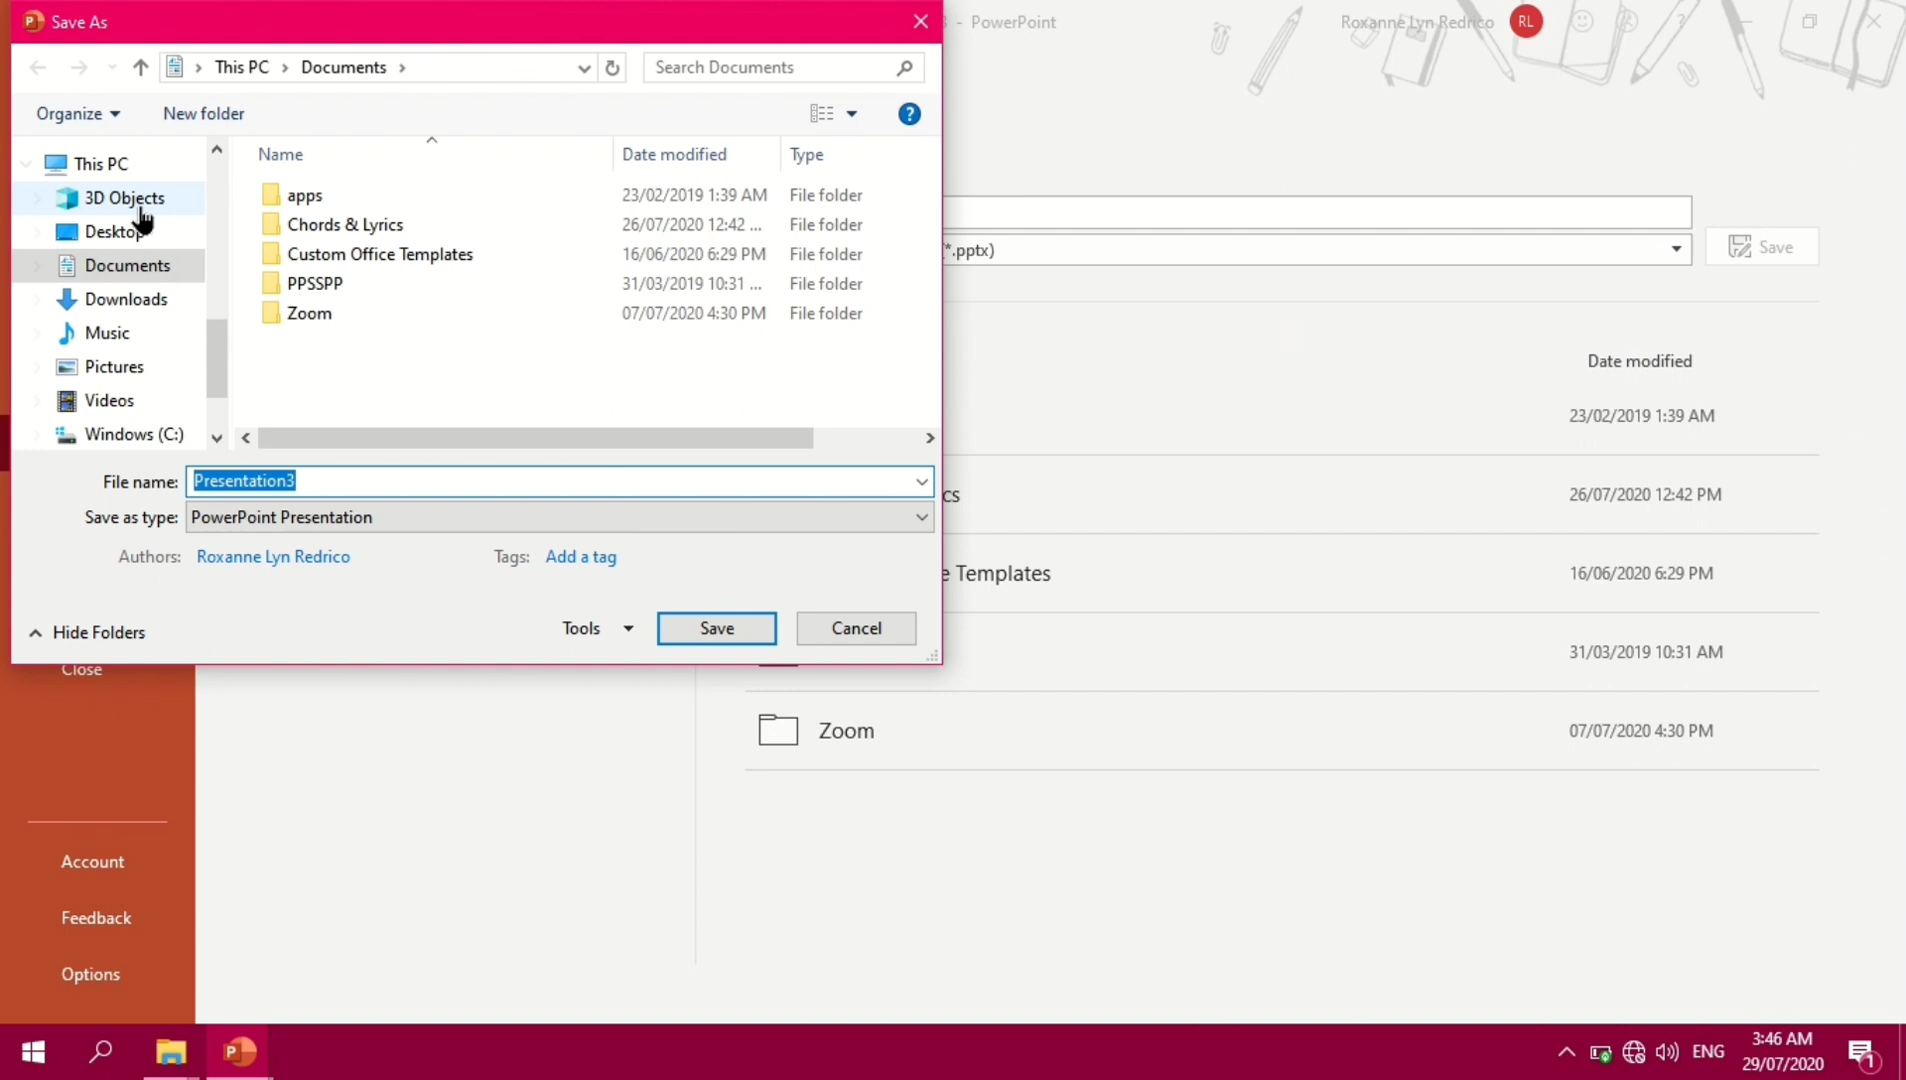 Save As
- PowerPoint
Roxanne Lyn Redrico
RL
This PC
Documents
Search Documents
Organize
New folder
Name
Date modified
Type
This PC
3D Objects
Desktop
Documents
Downloads
Music
Pictures
Videos
Windows (C:)
apps 23/02/2019 1:39 AM File folder
Chords & Lyrics 26/07/2020 12:42 ... File folder
Custom Office Templates 16/06/2020 6:29 PM File folder
PPSSPP 31/03/2019 10:31 ... File folder
Zoom 07/07/2020 4:30 PM File folder
File name: Presentation3
Save as type: PowerPoint Presentation
Authors: Roxanne Lyn Redrico
Tags: Add a tag
Hide Folders
Tools
Save
Cancel
(*.pptx)
Save
Date modified
23/02/2019 1:39 AM
cs 26/07/2020 12:42 PM
e Templates 16/06/2020 6:29 PM
31/03/2019 10:31 AM
Zoom 07/07/2020 4:30 PM
Close
Account
Feedback
Options
ENG
3:46 AM
29/07/2020
1